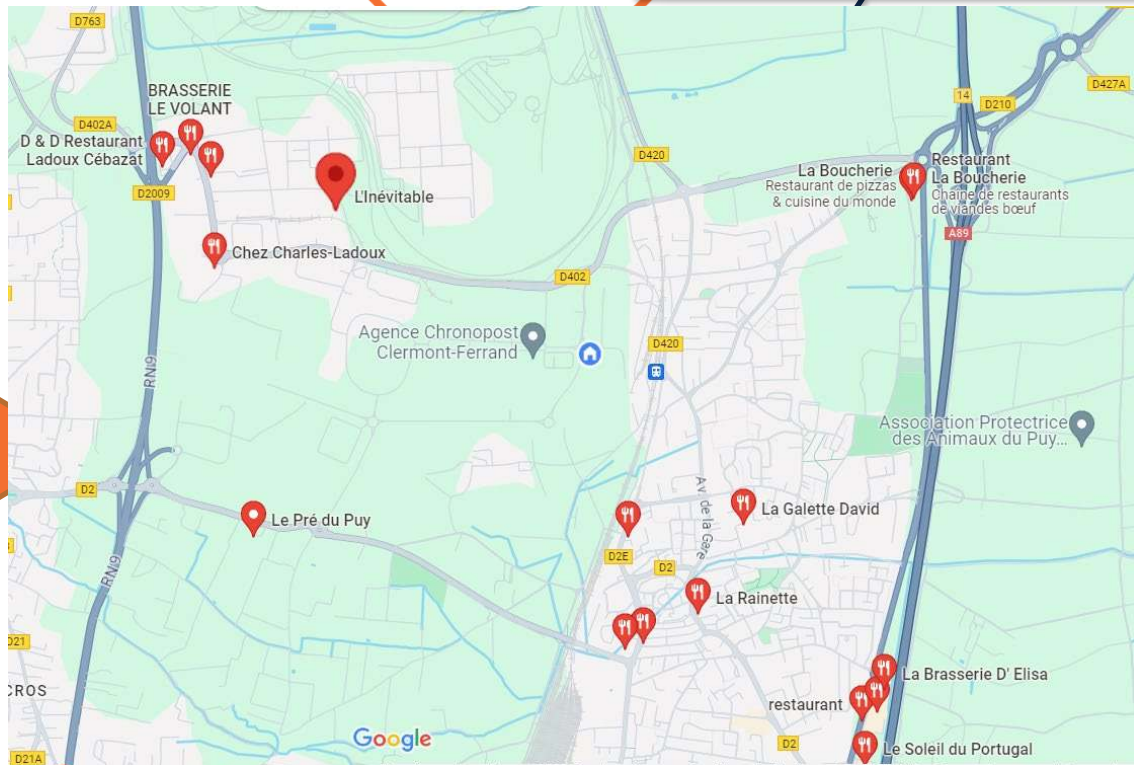 D763
BRASSERIE
LE VOLANT
D402A
D & D Restaurant
Ladoux Cébazat
D2009
L'Inévitable
Chez Charles-Ladoux
D420
14
D210
D427A
La Boucherie
Restaurant de pizzas
& cuisine du monde
Restaurant
La Boucherie
Chaîne de restaurants
de viandes bœuf
A89
D402
Agence Chronopost
Clermont-Ferrand
D420
RNI9
Association Protectrice
des Animaux du Puy...
D2
Le Pré du Puy
Av. de la Gare
La Galette David
D2E
D2
RNI9
La Rainette
D21
CROS
La Brasserie D' Elisa
restaurant
Google
D2
Le Soleil du Portugal
D21A